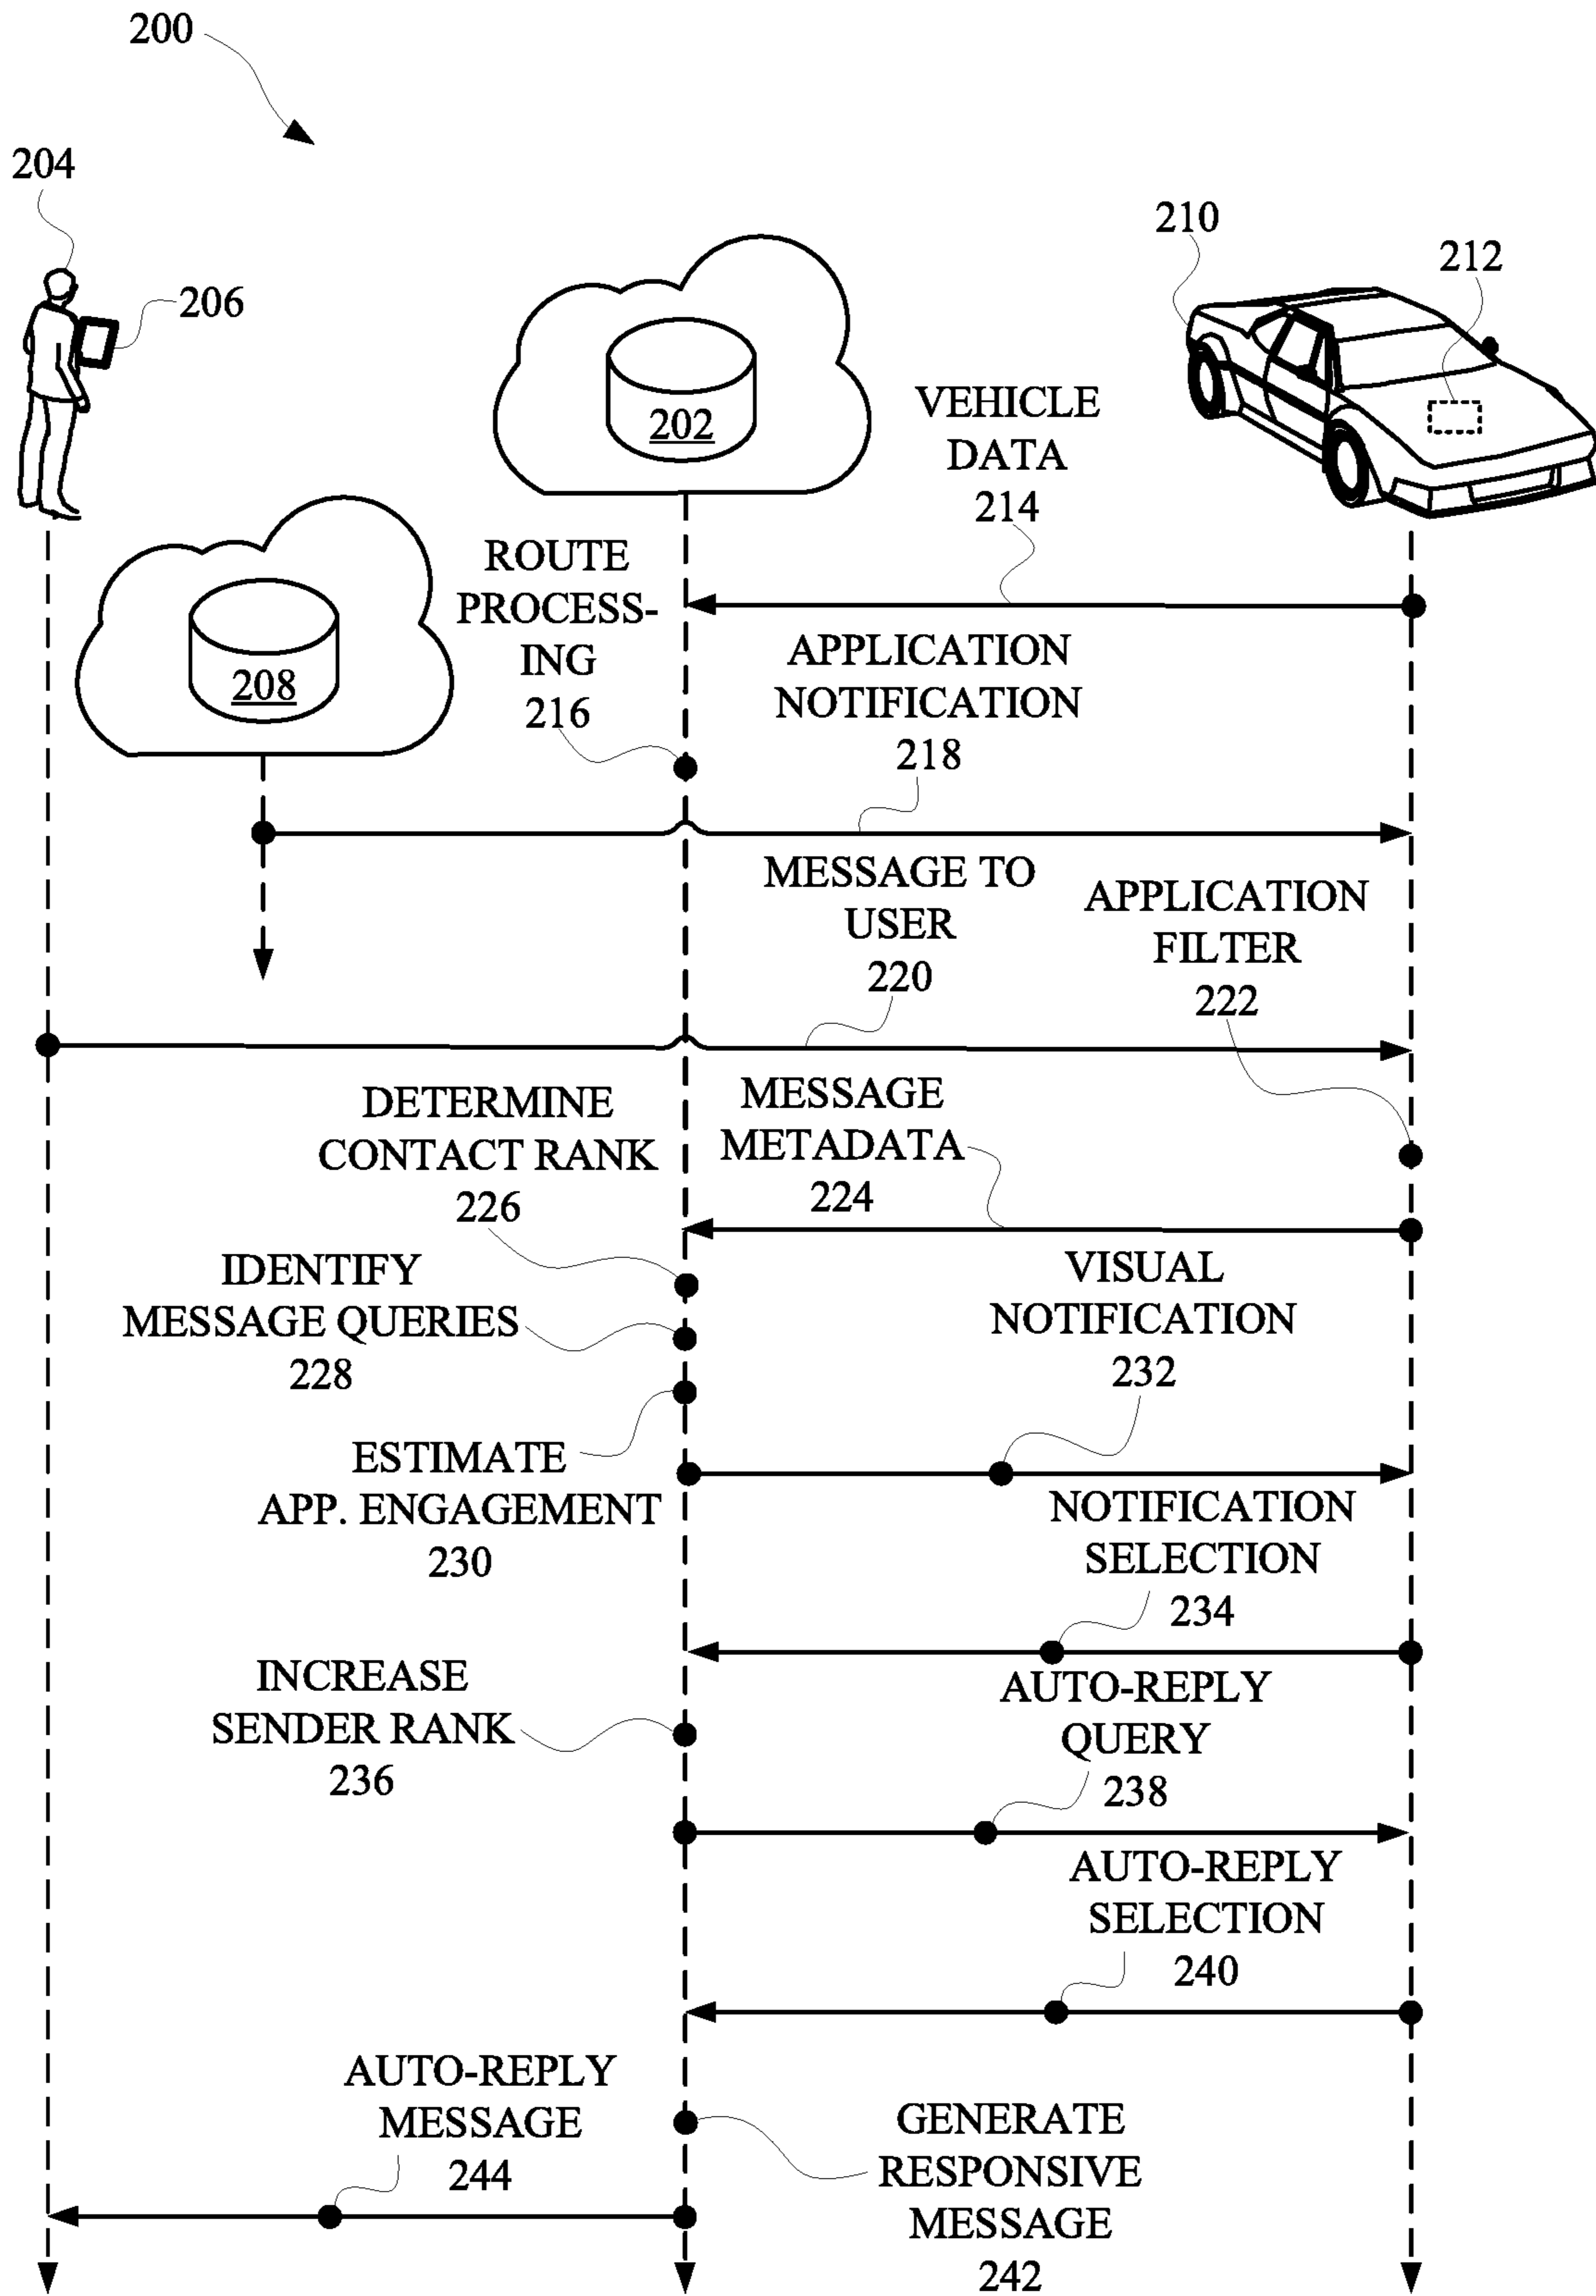 200
204
206
210
212
202
VEHICLE
DATA
214
208
ROUTE
PROCESS-
ING
216
APPLICATION
NOTIFICATION
218
MESSAGE TO
USER
220
APPLICATION
FILTER
222
DETERMINE
CONTACT RANK
226
MESSAGE
METADATA
224
IDENTIFY
MESSAGE QUERIES
228
VISUAL
NOTIFICATION
232
ESTIMATE
APP. ENGAGEMENT
230
NOTIFICATION
SELECTION
234
INCREASE
SENDER RANK
236
AUTO-REPLY
QUERY
238
AUTO-REPLY
SELECTION
240
AUTO-REPLY
MESSAGE
244
GENERATE
RESPONSIVE
MESSAGE
242